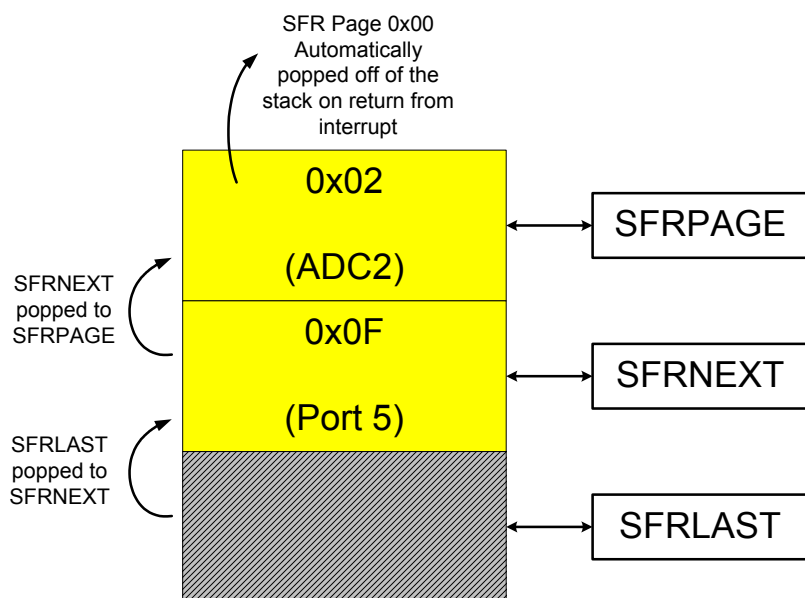 SFR Page 0x00
Automatically
popped off of the
stack on return from
interrupt
0x02
(ADC2)
SFRPAGE
SFRNEXT
popped to
SFRPAGE
0x0F
(Port 5)
SFRNEXT
SFRLAST
popped to
SFRNEXT
SFRLAST